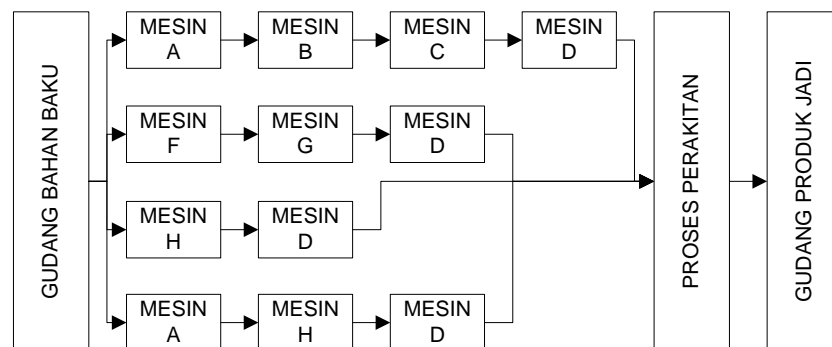 GUDANG BAHAN BAKU
MESIN
A
MESIN
B
MESIN
C
MESIN
D
MESIN
F
MESIN
G
MESIN
D
MESIN
H
MESIN
D
MESIN
A
MESIN
H
MESIN
D
PROSES PERAKITAN
GUDANG PRODUK JADI